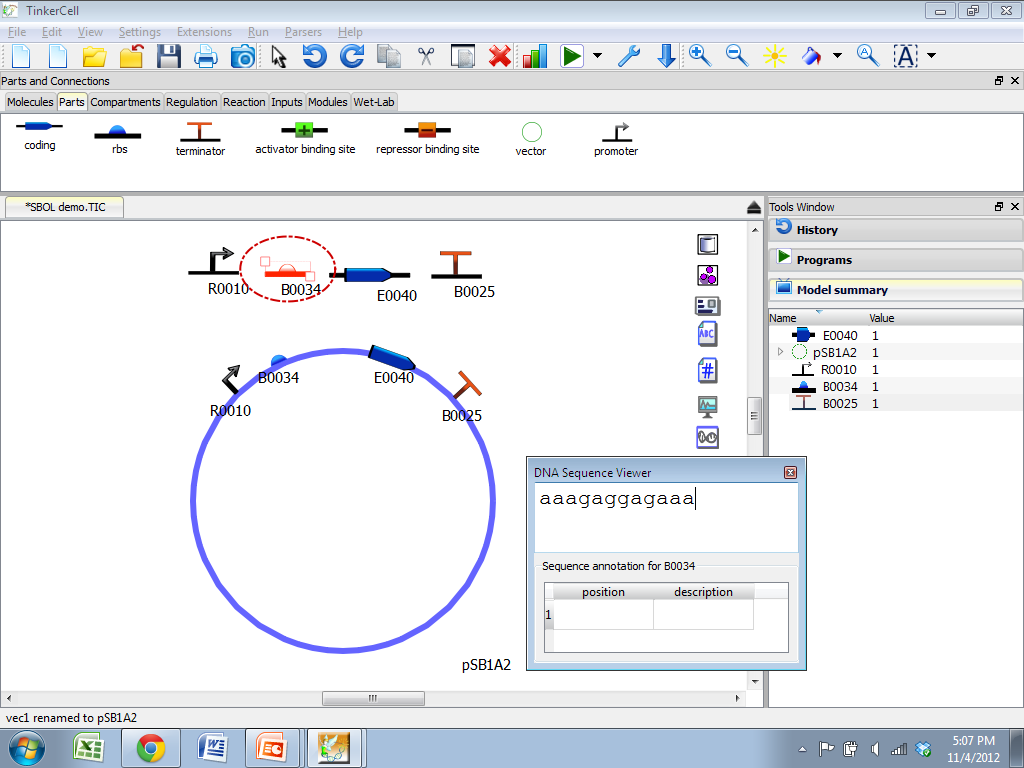 TinkerCell
File Edit View Settings Extensions Run Parsers Help
Parts and Connections
Molecules Parts Compartments Regulation Reaction Inputs Modules Wet-Lab
coding rbs terminator activator binding site repressor binding site vector promoter
*SBOL demo.TIC
R0010 B0034 E0040 B0025
B0034 E0040
R0010 B0025
pSB1A2
ABC
#
Tools Window
History
Programs
Model summary
Name Value
E0040 1
pSB1A2 1
R0010 1
B0034 1
B0025 1
DNA Sequence Viewer
aaagaggagaaa
Sequence annotation for B0034
position description
1
vec1 renamed to pSB1A2
5:07 PM
11/4/2012